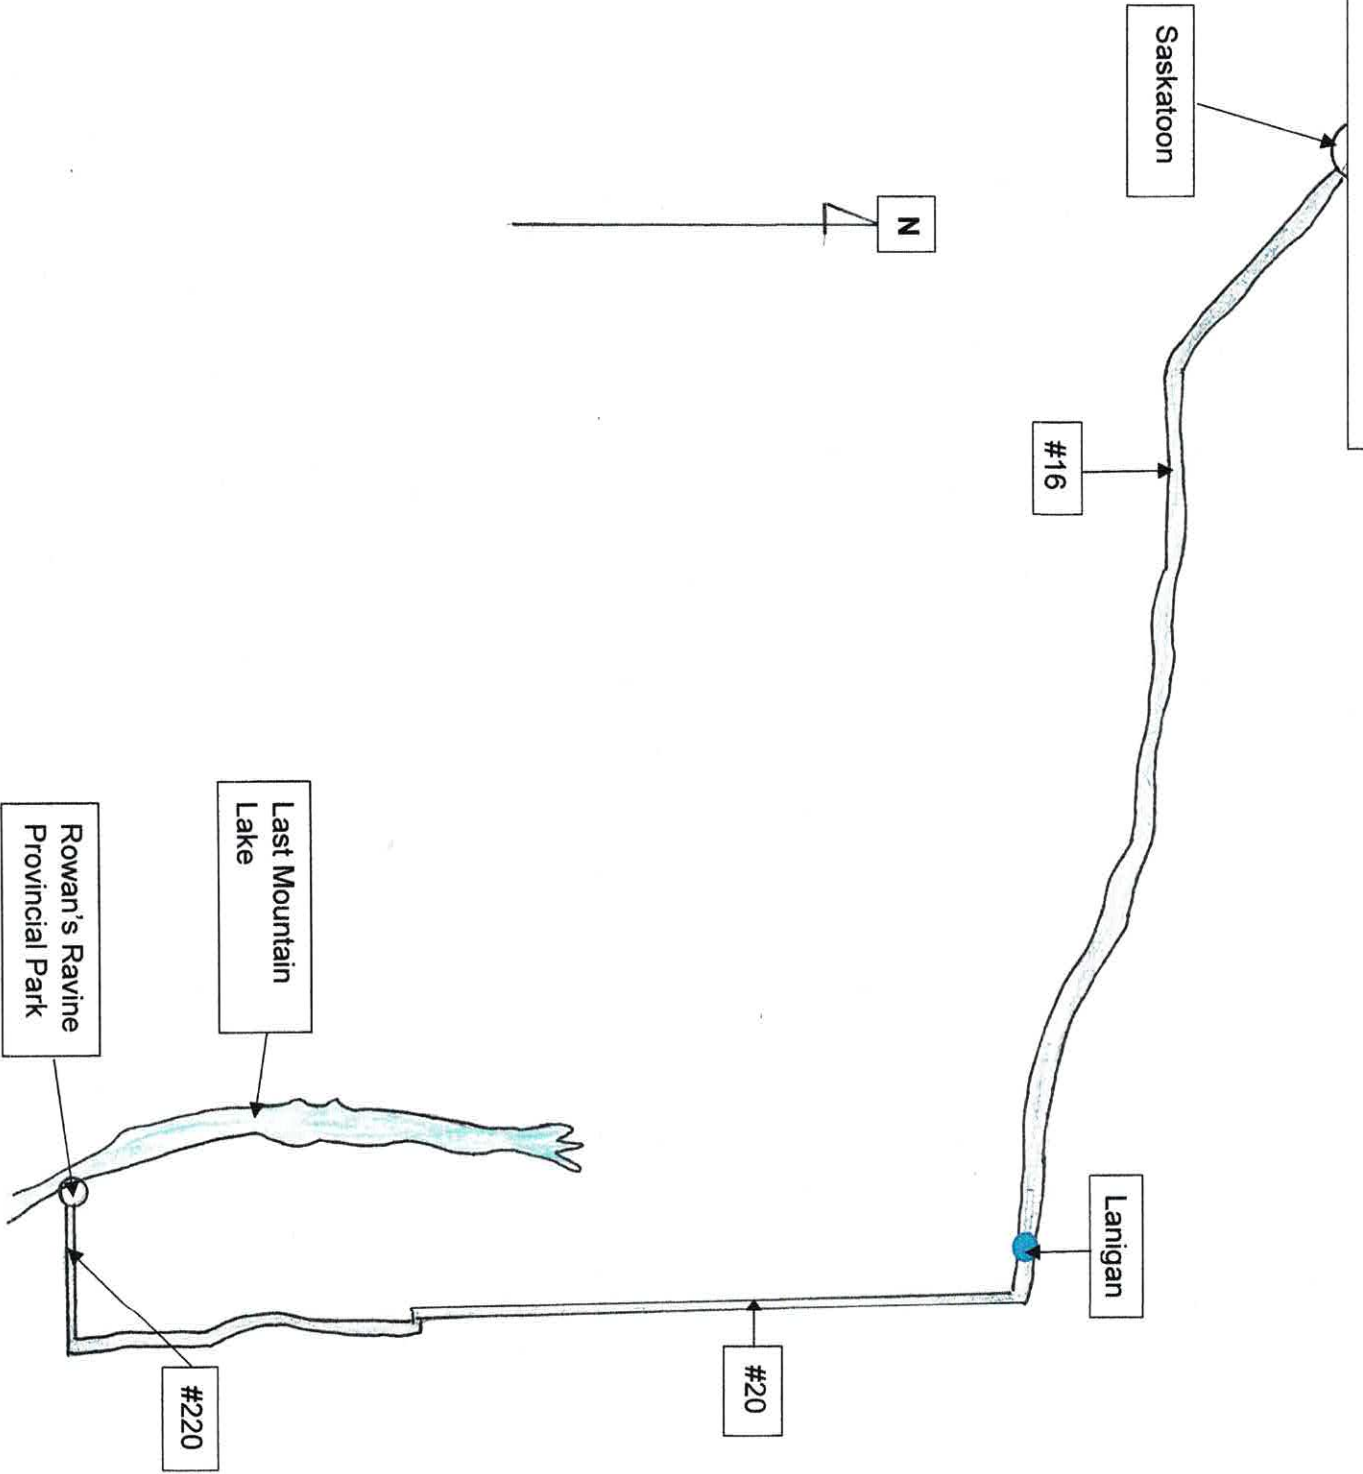 Saskatoon
N
#16
Lanigan
#20
Last Mountain
Lake
Rowan's Ravine
Provincial Park
#220